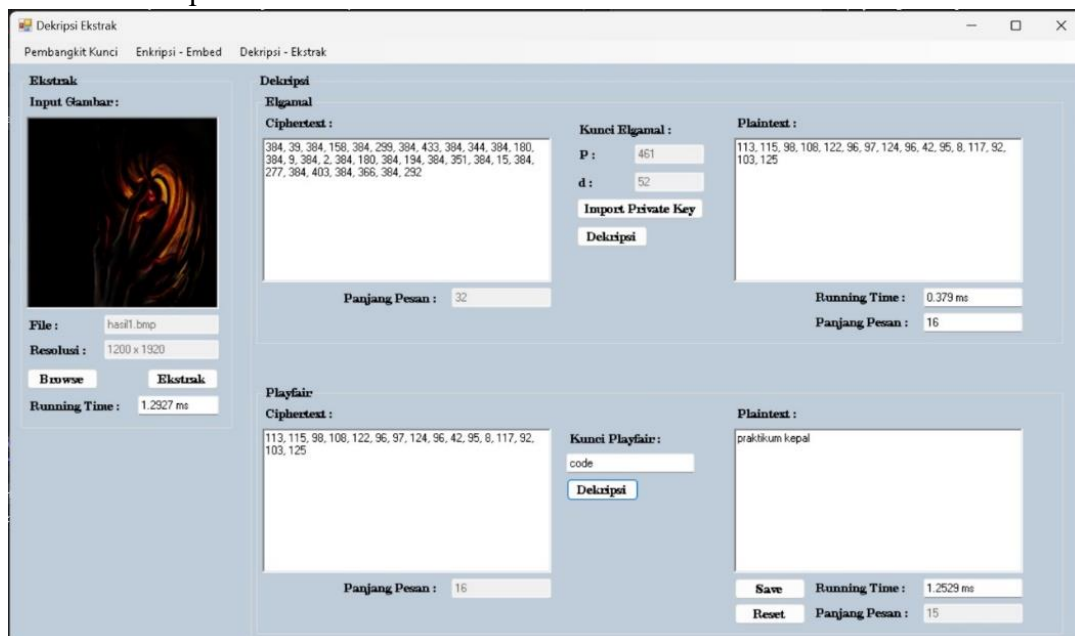 Dekripsi Ekstrak
Pembangkit Kunci Enkripsi - Embed Dekripsi - Ekstrak
Ekstrak
Input Gambar :
File : hasil1.bmp
Resolusi : 1200 x 1920
Browse Ekstrak
Running Time : 1.2927 ms
Dekripsi
Elgamal
Ciphertext :
384, 39, 384, 158, 384, 299, 384, 433, 384, 344, 384, 180,
384, 9, 384, 2, 384, 180, 384, 194, 384, 351, 384, 15, 384,
277, 384, 403, 384, 366, 384, 292
Panjang Pesan : 32
Kunci Elgamal :
P : 461
d : 52
Import Private Key
Dekripsi
Plaintext :
113, 115, 98, 108, 122, 96, 97, 124, 96, 42, 95, 8, 117, 92,
103, 125
Running Time : 0.379 ms
Panjang Pesan : 16
Playfair
Ciphertext :
113, 115, 98, 108, 122, 96, 97, 124, 96, 42, 95, 8, 117, 92,
103, 125
Panjang Pesan : 16
Kunci Playfair :
code
Dekripsi
Plaintext :
praktikum kepal
Save Running Time : 1.2529 ms
Reset Panjang Pesan : 15